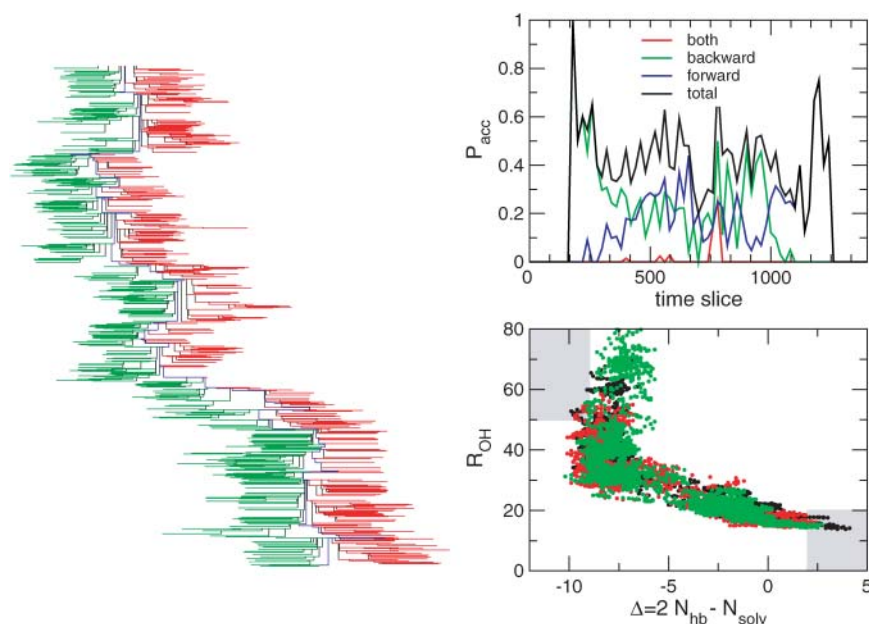 1
0.8
0.6
0.4
0.2
0
P_acc
both
backward
forward
total
0 500 1000
time slice
80
60
40
20
0
R_OH
-10 -5 0 5
Δ=2 N_hb - N_solv